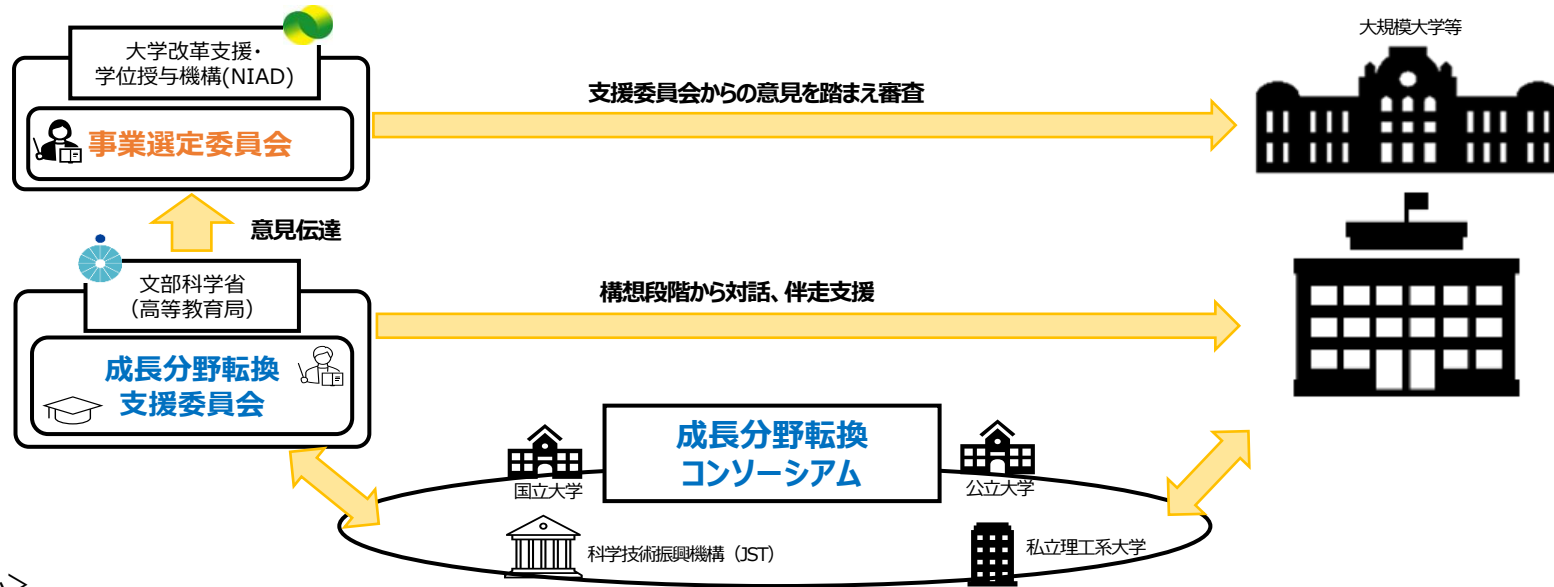 大学改革支援・
学位授与機構(NIAD)
事業選定委員会
支援委員会からの意見を踏まえ審査
大規模大学等
意見伝達
文部科学省
(高等教育局)
成長分野転換
支援委員会
構想段階から対話、伴走支援
成長分野転換
コンソーシアム
国立大学
公立大学
科学技術振興機構（JST）
私立理工系大学